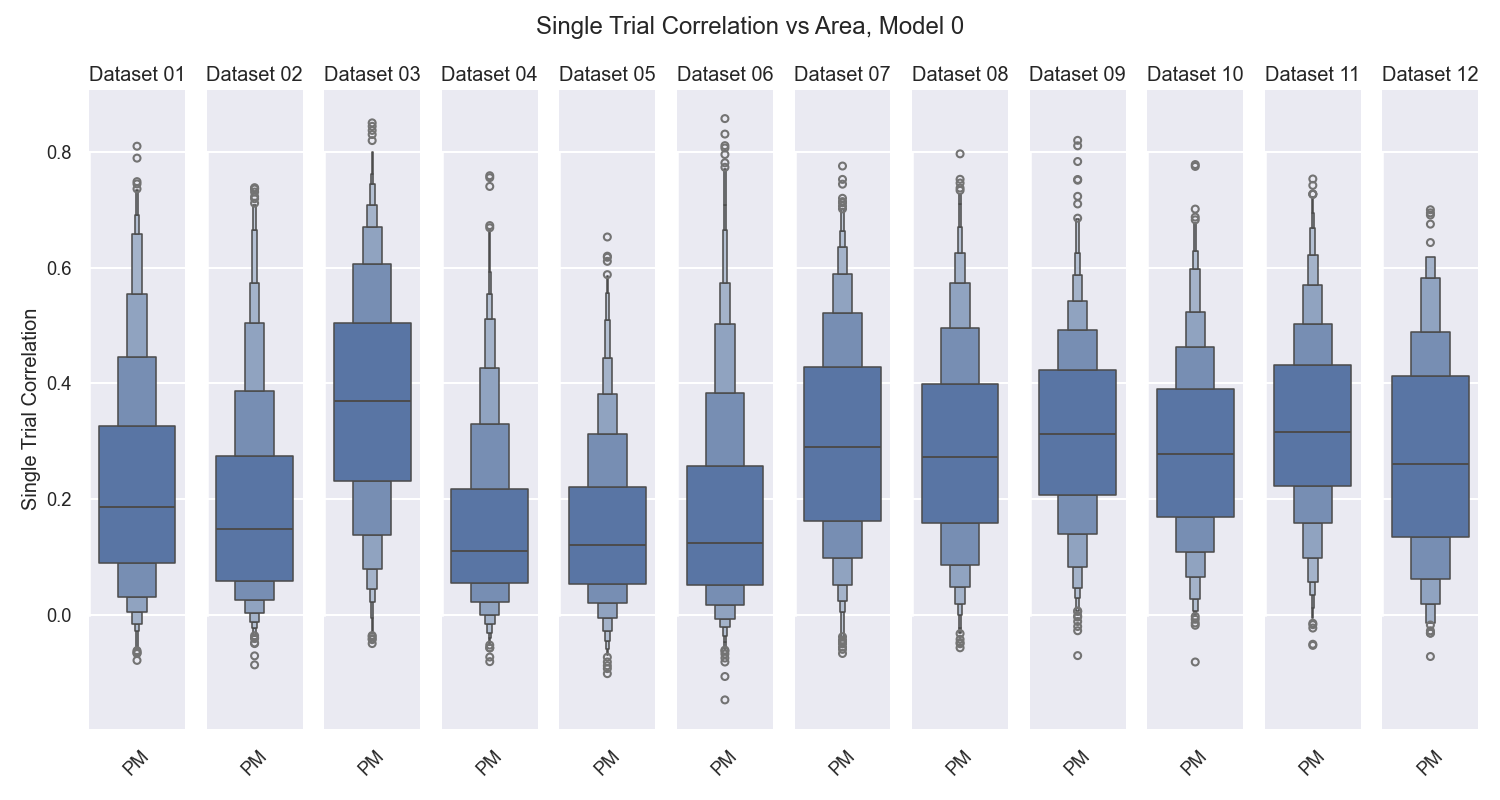 Single Trial Correlation vs Area, Model 0
Dataset 01 Dataset 02 Dataset 03 Dataset 04 Dataset 05 Dataset 06 Dataset 07 Dataset 08 Dataset 09 Dataset 10 Dataset 11 Dataset 12
Single Trial Correlation
0.8
0.6
0.4
0.2
0.0
PM PM PM PM PM PM PM PM PM PM PM PM